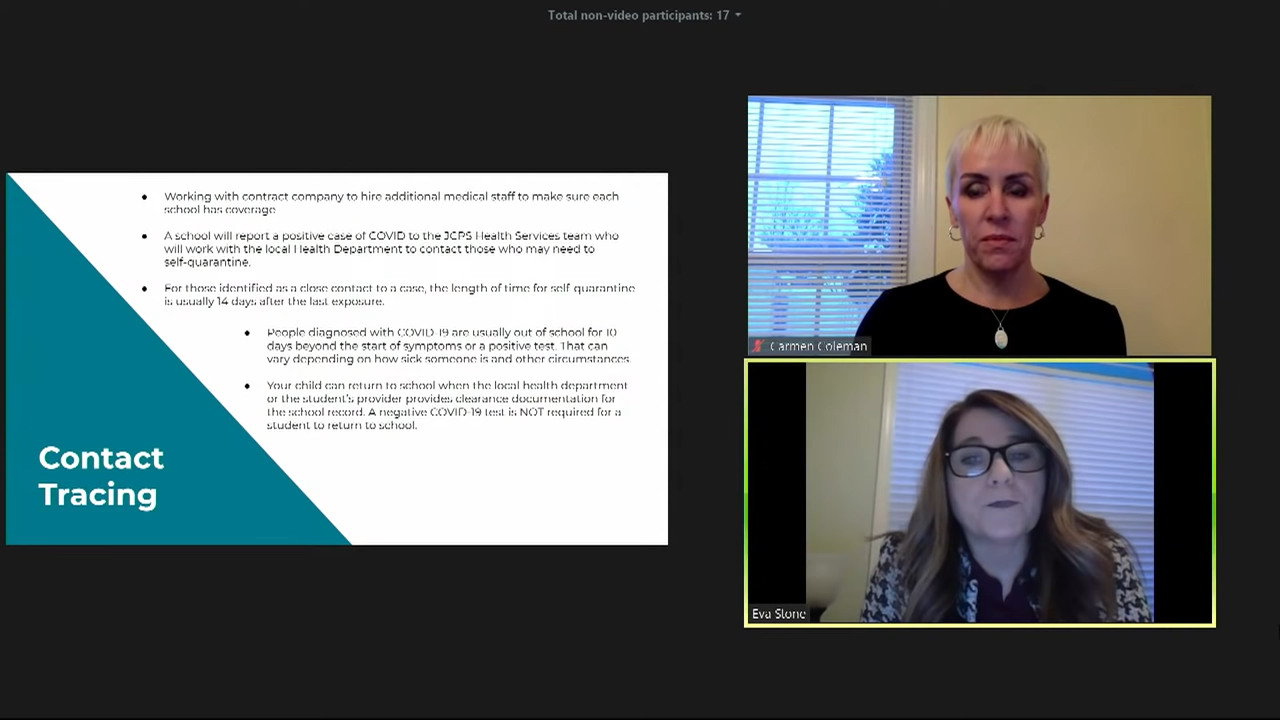 Total non-video participants: 17
Working with contract company to hire additional medical staff to make sure each
school has coverage
School will report a positive case of COVID to the JCPS Health Services team who
will work with the local Health Department to contact those who may need to
self-quarantine.
For those identified as a close contact to a case, the length of time for self-quarantine
is usually 14 days after the last exposure.
People diagnosed with COVID-19 are usually out of school for 10
days beyond the start of symptoms or a positive test. That can
vary depending on how sick someone is and other circumstances.
Your child can return to school when the local health department
or the student's provider provides clearance documentation for
the school record. A negative COVID-19 test is NOT required for a
student to return to school.
Contact
Tracing
Carmen Coleman
Eva Stone